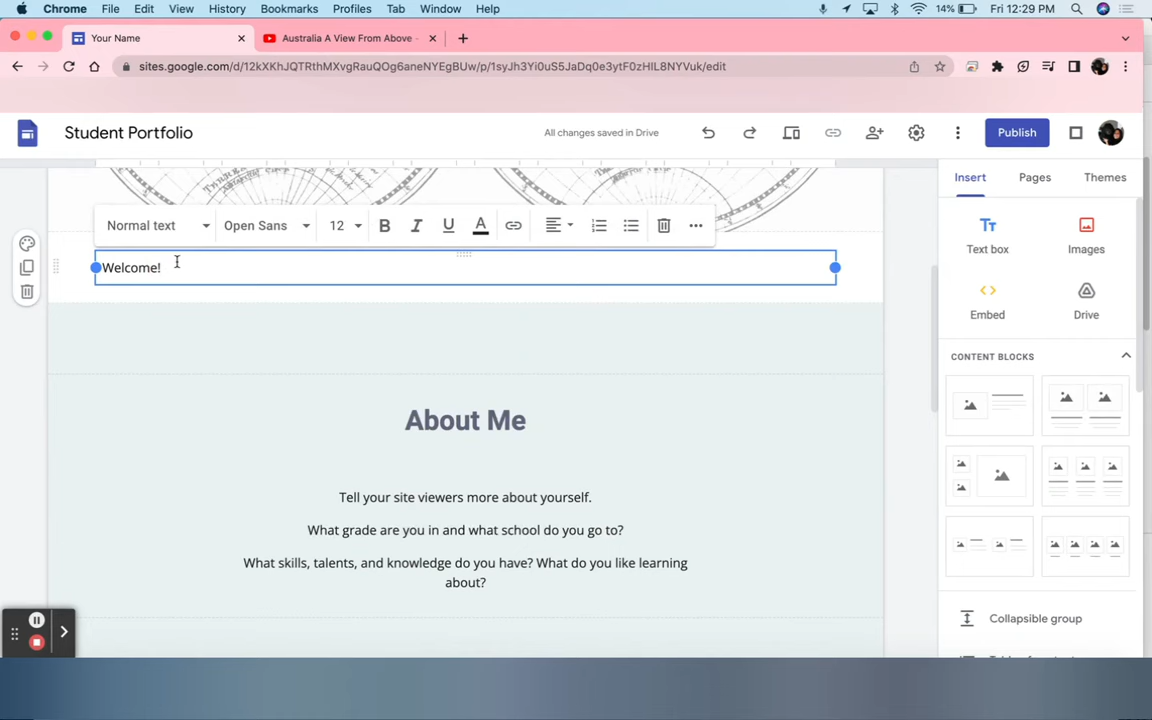 Chrome File Edit View History Bookmarks Profiles Tab Window Help 14% Fri 12:29 PM
Your Name
Australia A View From Above -
sites.google.com/d/12kXKhJQTRthMXvgRauQOg6aneNYEgBUw/p/1syJh3Yi0uS5JaDq0e3ytF0zHIL8NYVuk/edit
Student Portfolio
All changes saved in Drive
Publish
Insert Pages Themes
Normal text Open Sans 12 B I U A
Welcome!
Text box Images
Embed Drive
CONTENT BLOCKS
About Me
Tell your site viewers more about yourself.
What grade are you in and what school do you go to?
What skills, talents, and knowledge do you have? What do you like learning
about?
Collapsible group